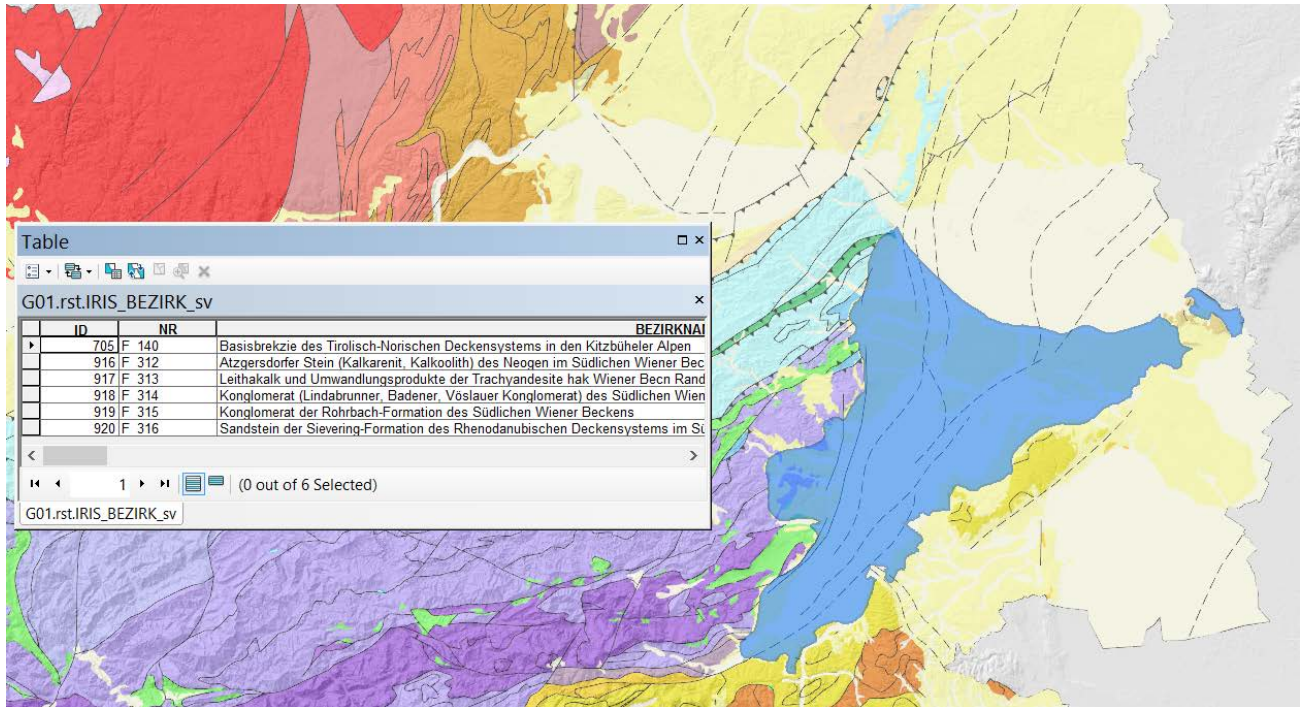 Table
G01.rst.IRIS_BEZIRK_sv
ID NR BEZIRKNAI
705 F 140 Basisbrekzie des Tirolisch-Norischen Deckensystems in den Kitzbüheler Alpen
916 F 312 Atzgersdorfer Stein (Kalkarenit, Kalkoolith) des Neogen im Südlichen Wiener Bec
917 F 313 Leithakalk und Umwandlungsprodukte der Trachyandesite hak Wiener Becn Rand
918 F 314 Konglomerat (Lindabrunner, Badener, Vöslauer Konglomerat) des Südlichen Wien
919 F 315 Konglomerat der Rohrbach-Formation des Südlichen Wiener Beckens
920 F 316 Sandstein der Sievering-Formation des Rhenodanubischen Deckensystems im Sü
1 (0 out of 6 Selected)
G01.rst.IRIS_BEZIRK_sv